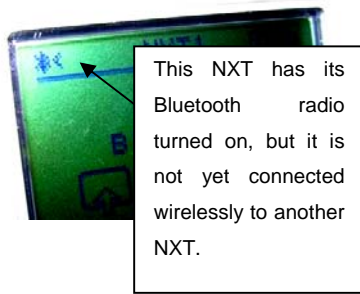 This NXT has its
Bluetooth radio
turned on, but it is
not yet connected
wirelessly to another
NXT.
B